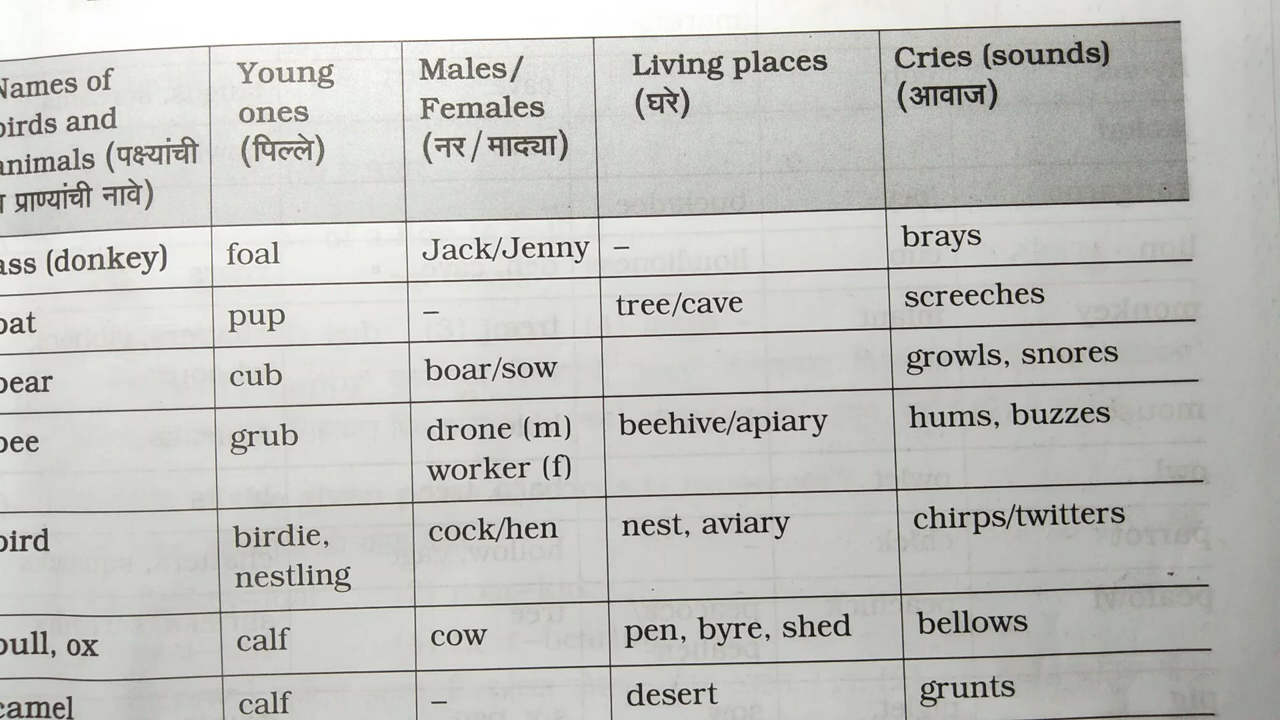 Names of
birds and
animals (पक्ष्यांची
व प्राण्यांची नावे)
Young
ones
(पिल्ले)
Males/
Females
(नर / माद्या)
Living places
(घरे)
Cries (sounds)
(आवाज)
ass (donkey) foal Jack/Jenny – brays
bat pup – tree/cave screeches
bear cub boar/sow growls, snores
bee grub drone (m) beehive/apiary hums, buzzes
worker (f)
bird birdie, cock/hen nest, aviary chirps/twitters
nestling
bull, ox calf cow pen, byre, shed bellows
camel calf – desert grunts